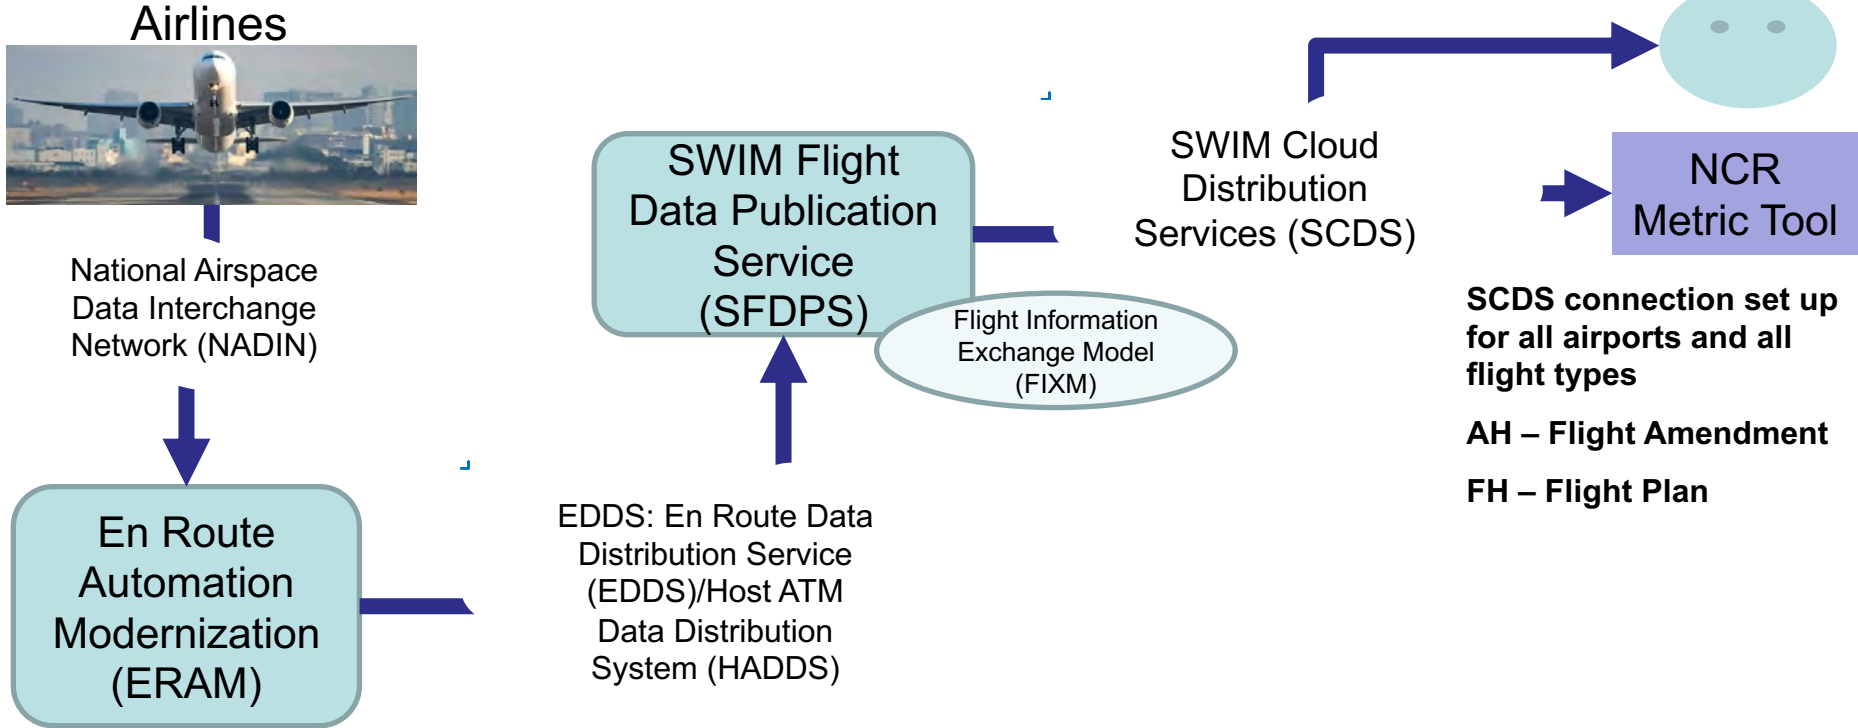 Airlines
National Airspace
Data Interchange
Network (NADIN)
En Route
Automation
Modernization
(ERAM)
EDDS: En Route Data
Distribution Service
(EDDS)/Host ATM
Data Distribution
System (HADDS)
SWIM Flight
Data Publication
Service
(SFDPS)
Flight Information
Exchange Model
(FIXM)
SWIM Cloud
Distribution
Services (SCDS)
NCR
Metric Tool
SCDS connection set up
for all airports and all
flight types
AH – Flight Amendment
FH – Flight Plan